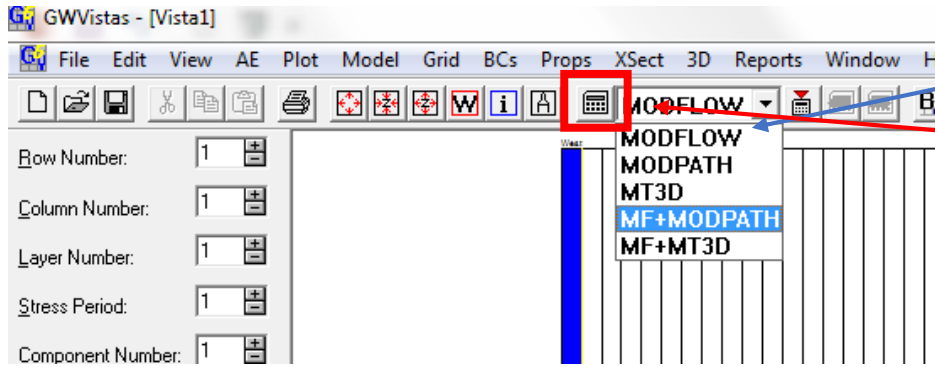 GWVistas - [Vista1]
File Edit View AE Plot Model Grid BCs Props XSect 3D Reports Window H
W i A MODFLOW B
Row Number: 1
West
MODFLOW
MODPATH
Column Number: 1
MT3D
MF+MODPATH
Layer Number: 1
MF+MT3D
Stress Period: 1
Component Number: 1